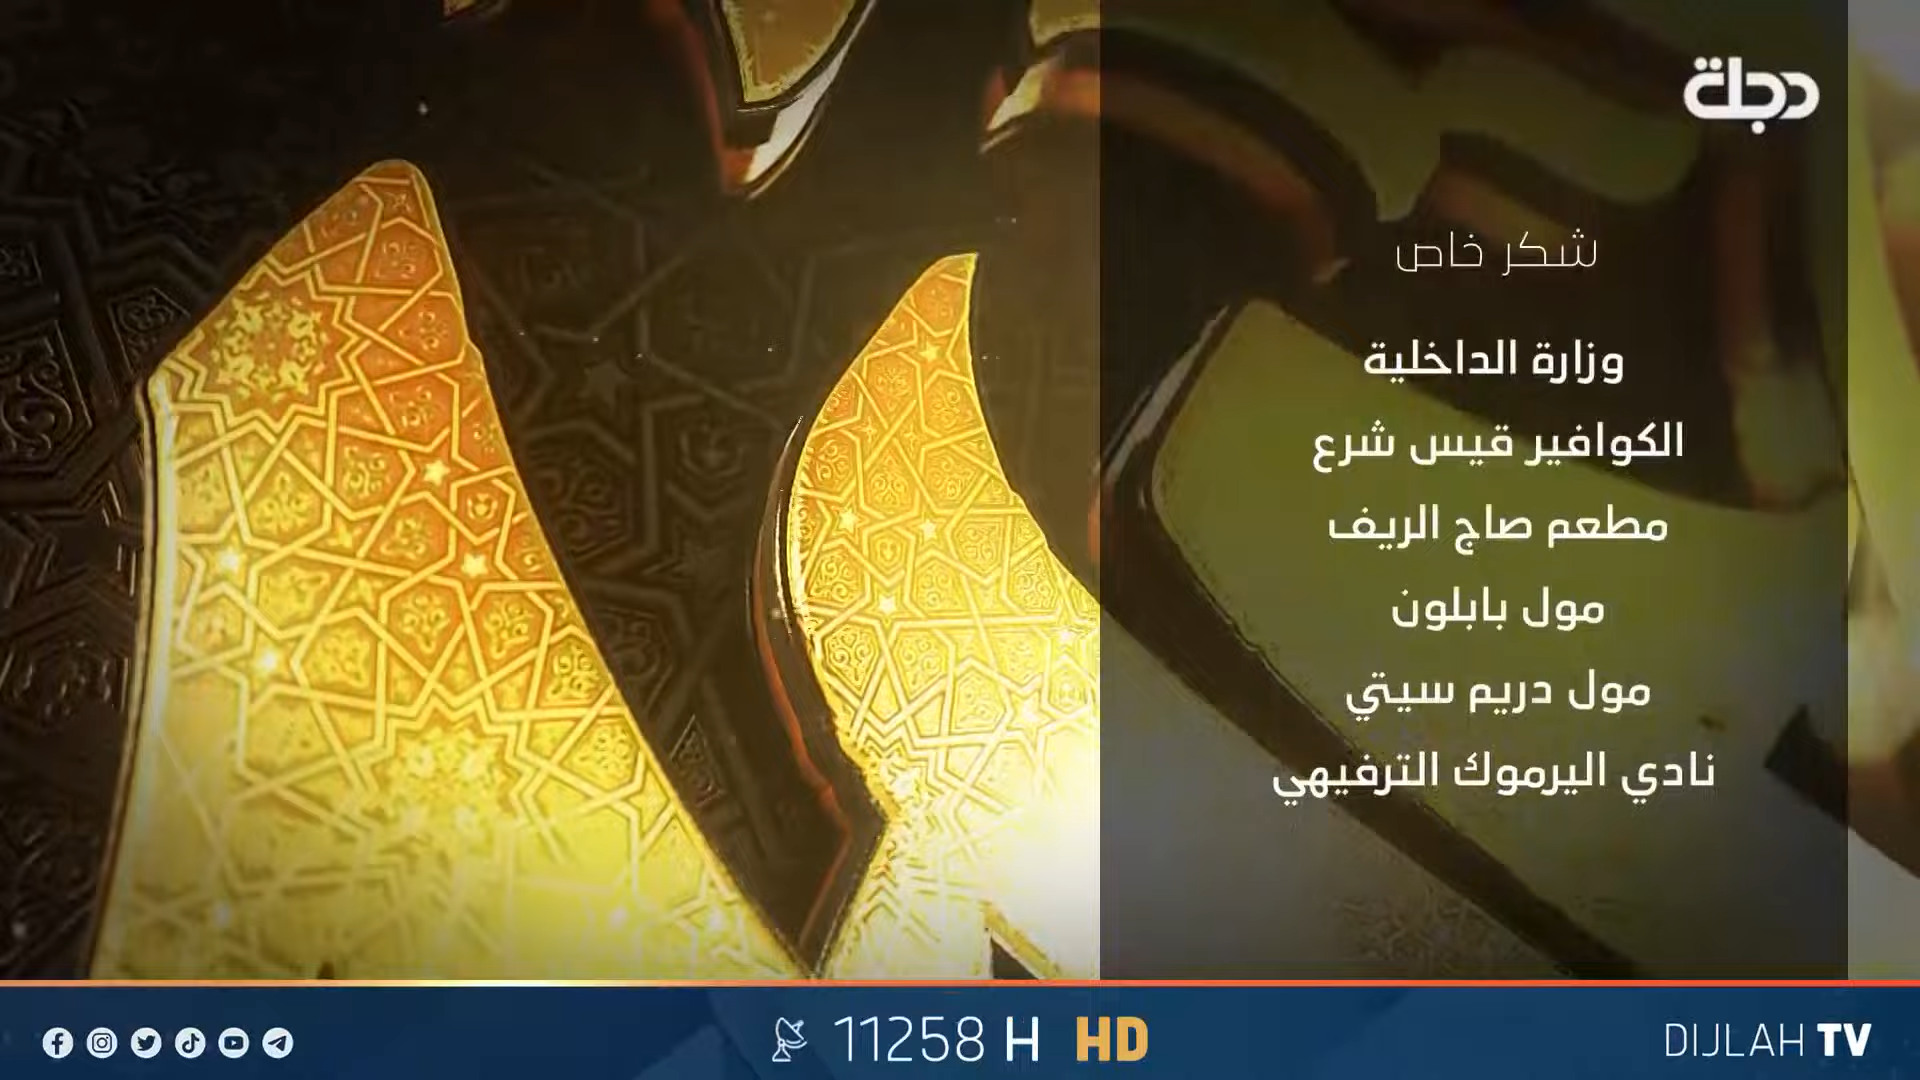 دجلة
شكر خاص
وزارة الداخلية
الكوافير قيس شرع
مطعم صاج الريف
مول بابلون
مول دريم سيتي
نادي اليرموك الترفيهي
11258 H HD
DIJLAH TV